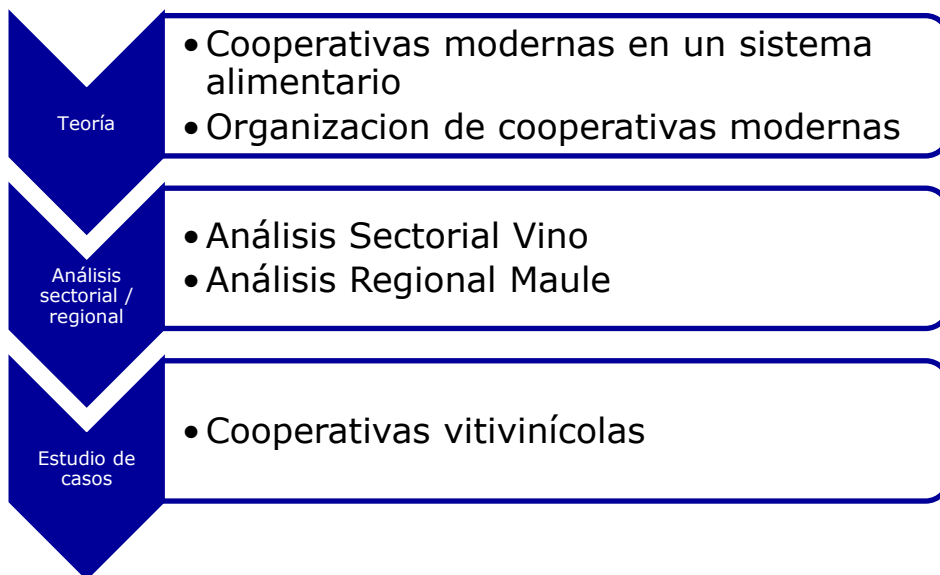 Teoría
• Cooperativas modernas en un sistema
alimentario
• Organizacion de cooperativas modernas
Análisis
sectorial /
regional
• Análisis Sectorial Vino
• Análisis Regional Maule
Estudio de
casos
• Cooperativas vitivinícolas